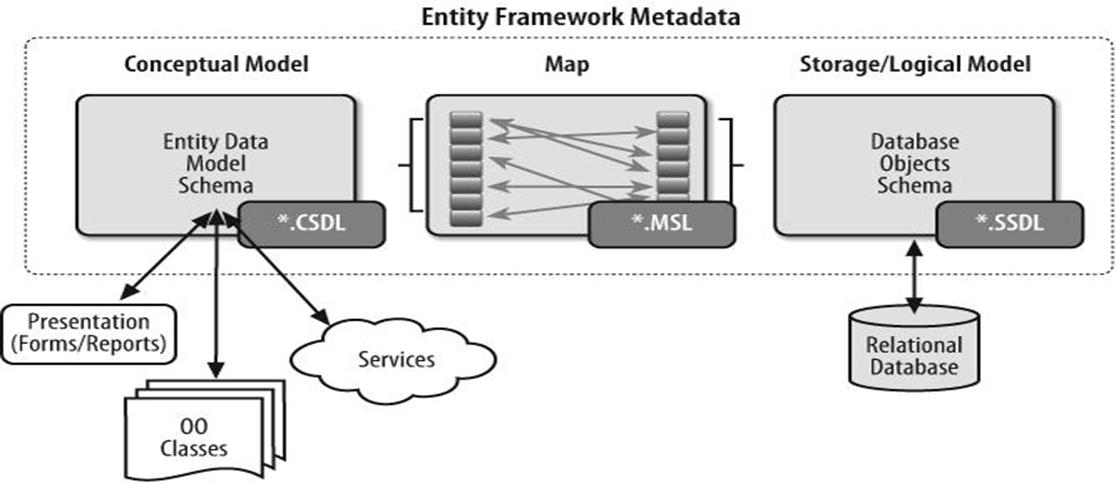 Entity Framework Metadata
Conceptual Model
Map
Storage/Logical Model
Entity Data
Model
Schema
*.CSDL
*.MSL
Database
Objects
Schema
*.SSDL
Presentation
(Forms/Reports)
Services
OO
Classes
Relational
Database